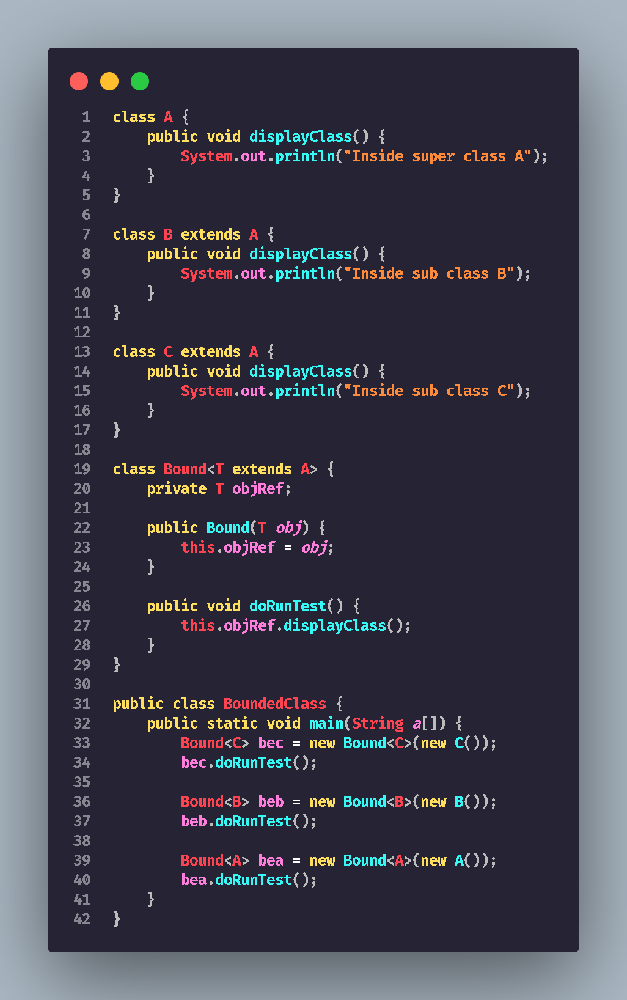 1 class A {
2     public void displayClass() {
3         System.out.println("Inside super class A");
4     }
5 }
6
7 class B extends A {
8     public void displayClass() {
9         System.out.println("Inside sub class B");
10     }
11 }
12
13 class C extends A {
14     public void displayClass() {
15         System.out.println("Inside sub class C");
16     }
17 }
18
19 class Bound<T extends A> {
20     private T objRef;
21
22     public Bound(T obj) {
23         this.objRef = obj;
24     }
25
26     public void doRunTest() {
27         this.objRef.displayClass();
28     }
29 }
30
31 public class BoundedClass {
32     public static void main(String a[]) {
33         Bound<C> bec = new Bound<C>(new C());
34         bec.doRunTest();
35
36         Bound<B> beb = new Bound<B>(new B());
37         beb.doRunTest();
38
39         Bound<A> bea = new Bound<A>(new A());
40         bea.doRunTest();
41     }
42 }